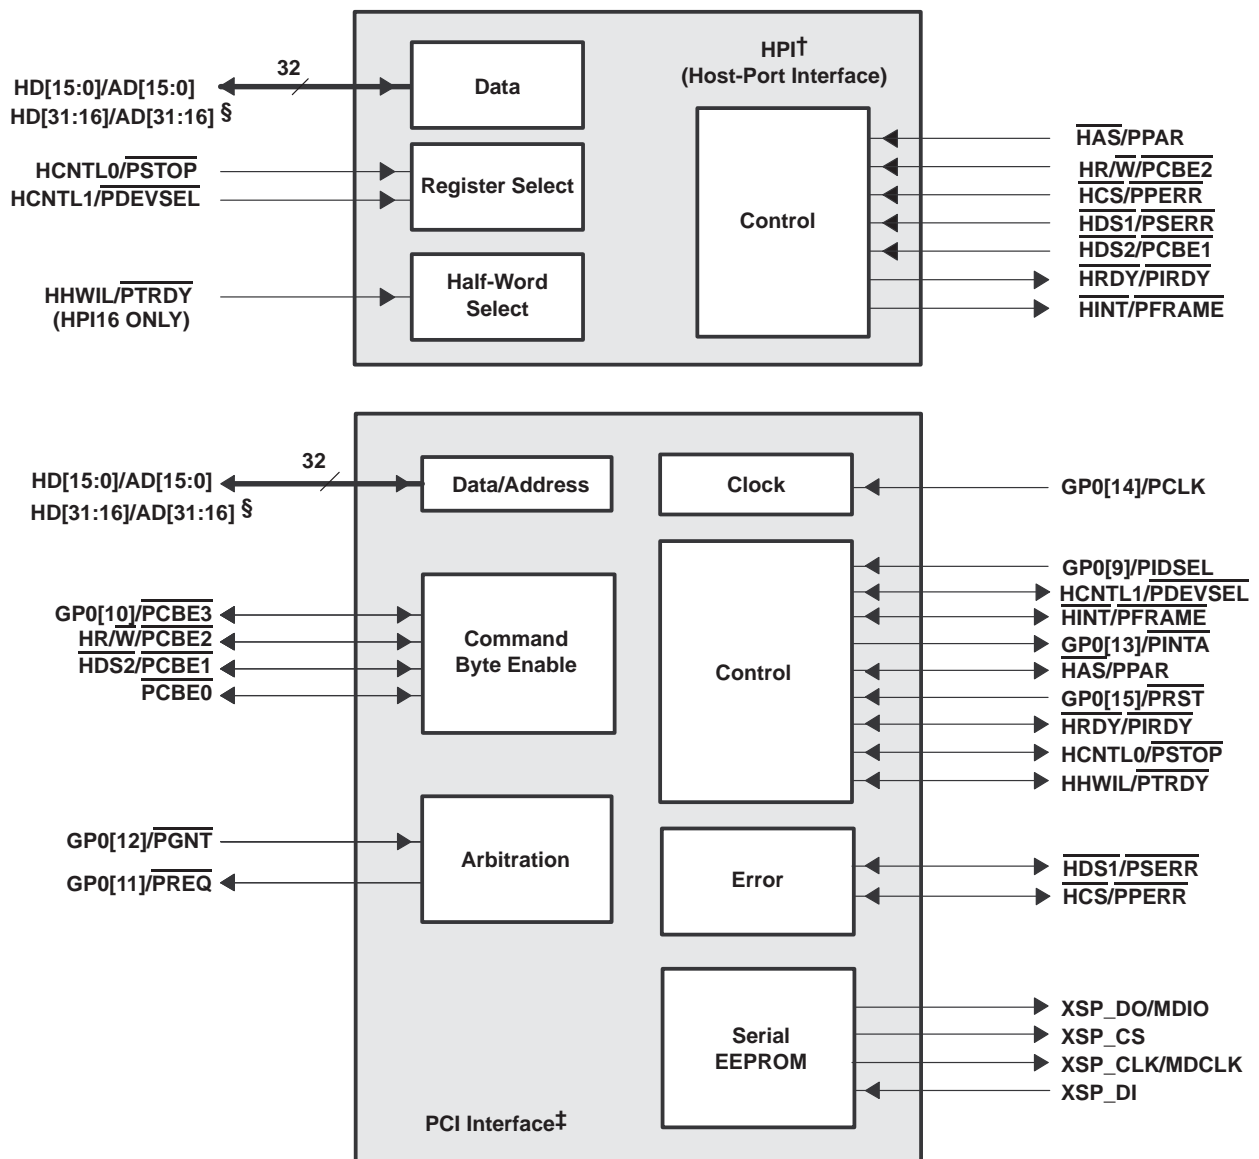 HPI†
(Host-Port Interface)
32
HD[15:0]/AD[15:0]
HD[31:16]/AD[31:16] §
Data
HCNTL0/PSTOP
HCNTL1/PDEVSEL
Register Select
HHWIL/PTRDY
(HPI16 ONLY)
Half-Word
Select
Control
HAS/PPAR
HR/W/PCBE2
HCS/PPERR
HDS1/PSERR
HDS2/PCBE1
HRDY/PIRDY
HINT/PFRAME
32
HD[15:0]/AD[15:0]
HD[31:16]/AD[31:16] §
Data/Address
Clock
GP0[14]/PCLK
GP0[10]/PCBE3
HR/W/PCBE2
HDS2/PCBE1
PCBE0
Command
Byte Enable
Control
GP0[9]/PIDSEL
HCNTL1/PDEVSEL
HINT/PFRAME
GP0[13]/PINTA
HAS/PPAR
GP0[15]/PRST
HRDY/PIRDY
HCNTL0/PSTOP
HHWIL/PTRDY
GP0[12]/PGNT
GP0[11]/PREQ
Arbitration
Error
HDS1/PSERR
HCS/PPERR
Serial
EEPROM
XSP_DO/MDIO
XSP_CS
XSP_CLK/MDCLK
XSP_DI
PCI Interface‡